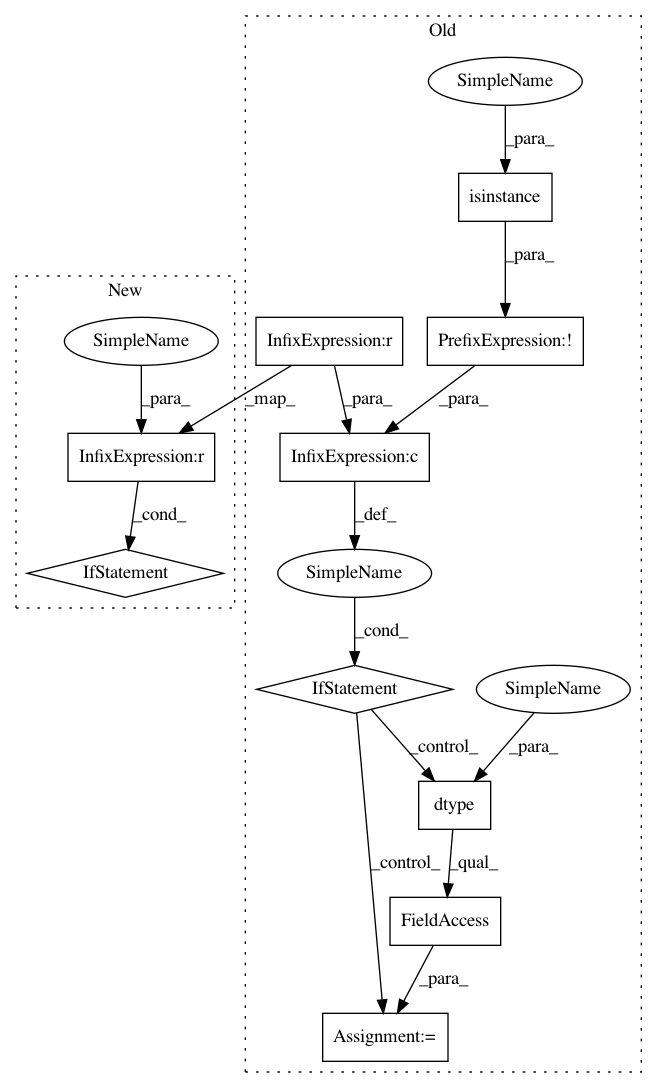 Old
SimpleName
_para_
isinstance
_para_
New
SimpleName
InfixExpression:r
PrefixExpression:!
_para_
_map_
_para_
_para_
InfixExpression:r
InfixExpression:c
_cond_
_def_
IfStatement
SimpleName
_cond_
IfStatement
SimpleName
_control_
_para_
dtype
_control_
_qual_
FieldAccess
_para_
Assignment:=